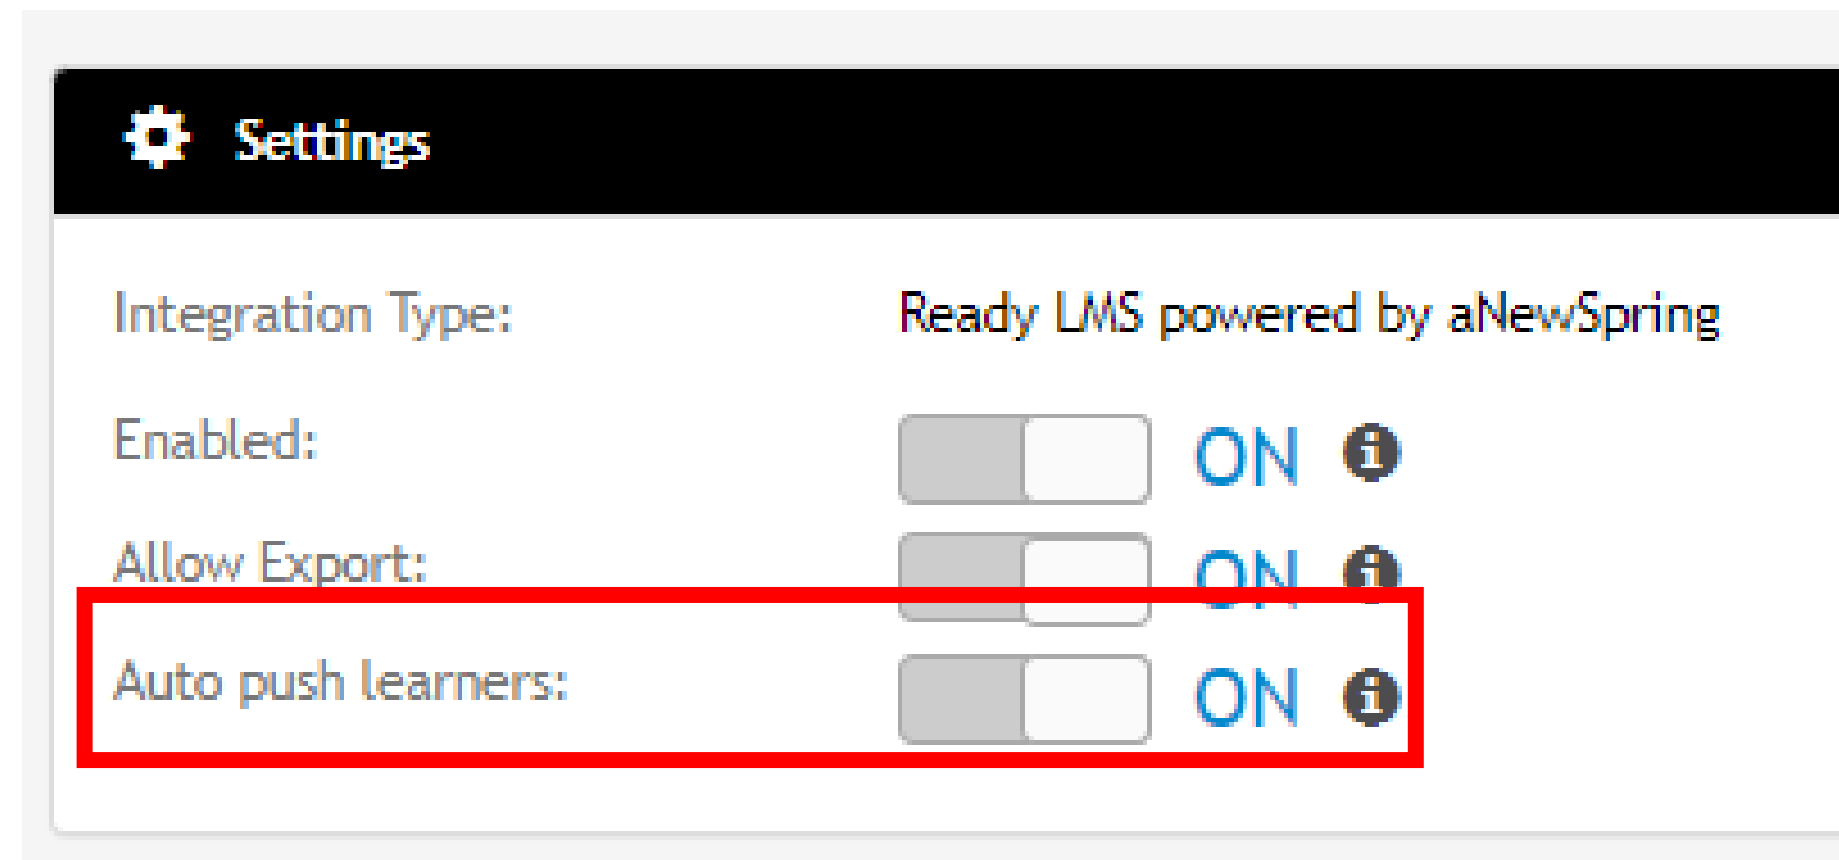 Settings
Integration Type: Ready LMS powered by aNewSpring
Enabled: ON
Allow Export: ON
Auto push learners: ON